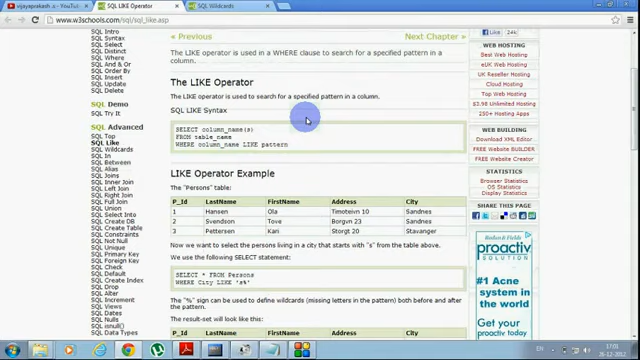 vijayaprakash .u - YouTu
SQL LIKE Operator
SQL Wildcards
www.w3schools.com/sql/sql_like.asp
SQL Intro
SQL Syntax
SQL Select
SQL Distinct
SQL Where
SQL And & Or
SQL Order By
SQL Insert
SQL Update
SQL Delete
SQL Demo
SQL Try It
SQL Advanced
SQL Top
SQL Like
SQL Wildcards
SQL In
SQL Between
SQL Alias
SQL Joins
SQL Inner Join
SQL Left Join
SQL Right Join
SQL Full Join
SQL Union
SQL Select Into
SQL Create DB
SQL Create Table
SQL Constraints
SQL Not Null
SQL Unique
SQL Primary Key
SQL Foreign Key
SQL Check
SQL Default
SQL Create Index
SQL Drop
SQL Alter
SQL Increment
SQL Views
SQL Dates
SQL Nulls
SQL isnull()
SQL Data Types
« Previous
Next Chapter »
The LIKE operator is used in a WHERE clause to search for a specified pattern in a
column.
The LIKE Operator
The LIKE operator is used to search for a specified pattern in a column.
SQL LIKE Syntax
SELECT column_name(s)
FROM table_name
WHERE column_name LIKE pattern
LIKE Operator Example
The "Persons" table:
P_Id LastName FirstName Address City
1 Hansen Ola Timoteivn 10 Sandnes
2 Svendson Tove Borgvn 23 Sandnes
3 Pettersen Kari Storgt 20 Stavanger
Now we want to select the persons living in a city that starts with "s" from the table above.
We use the following SELECT statement:
SELECT * FROM Persons
WHERE City LIKE 's%'
The "%" sign can be used to define wildcards (missing letters in the pattern) both before and after
the pattern.
The result-set will look like this:
P_Id LastName FirstName Address City
Like 24k
WEB HOSTING
Best Web Hosting
eUK Web Hosting
UK Reseller Hosting
Cloud Hosting
Top Web Hosting
$3.98 Unlimited Hosting
250+ Hosting Apps
WEB BUILDING
Download XML Editor
FREE Website BUILDER
FREE Website Creator
STATISTICS
Browser Statistics
OS Statistics
Display Statistics
SHARE THIS PAGE
proactiv
SOLUTION
#1 Acne
system in
the world
Get your
proactiv
EN
17:01
26-12-2011